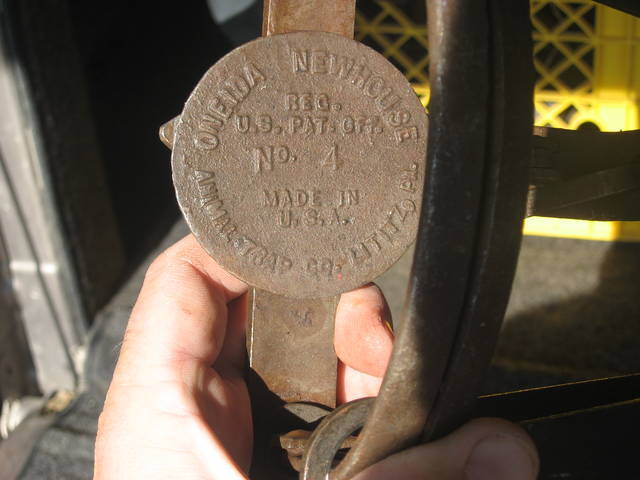 ONEIDA NEWHOUSE
REG.
U.S. PAT. OFF.
No. 4
MADE IN
U.S.A.
ANIMAL TRAP CO. LITITZ, PA.